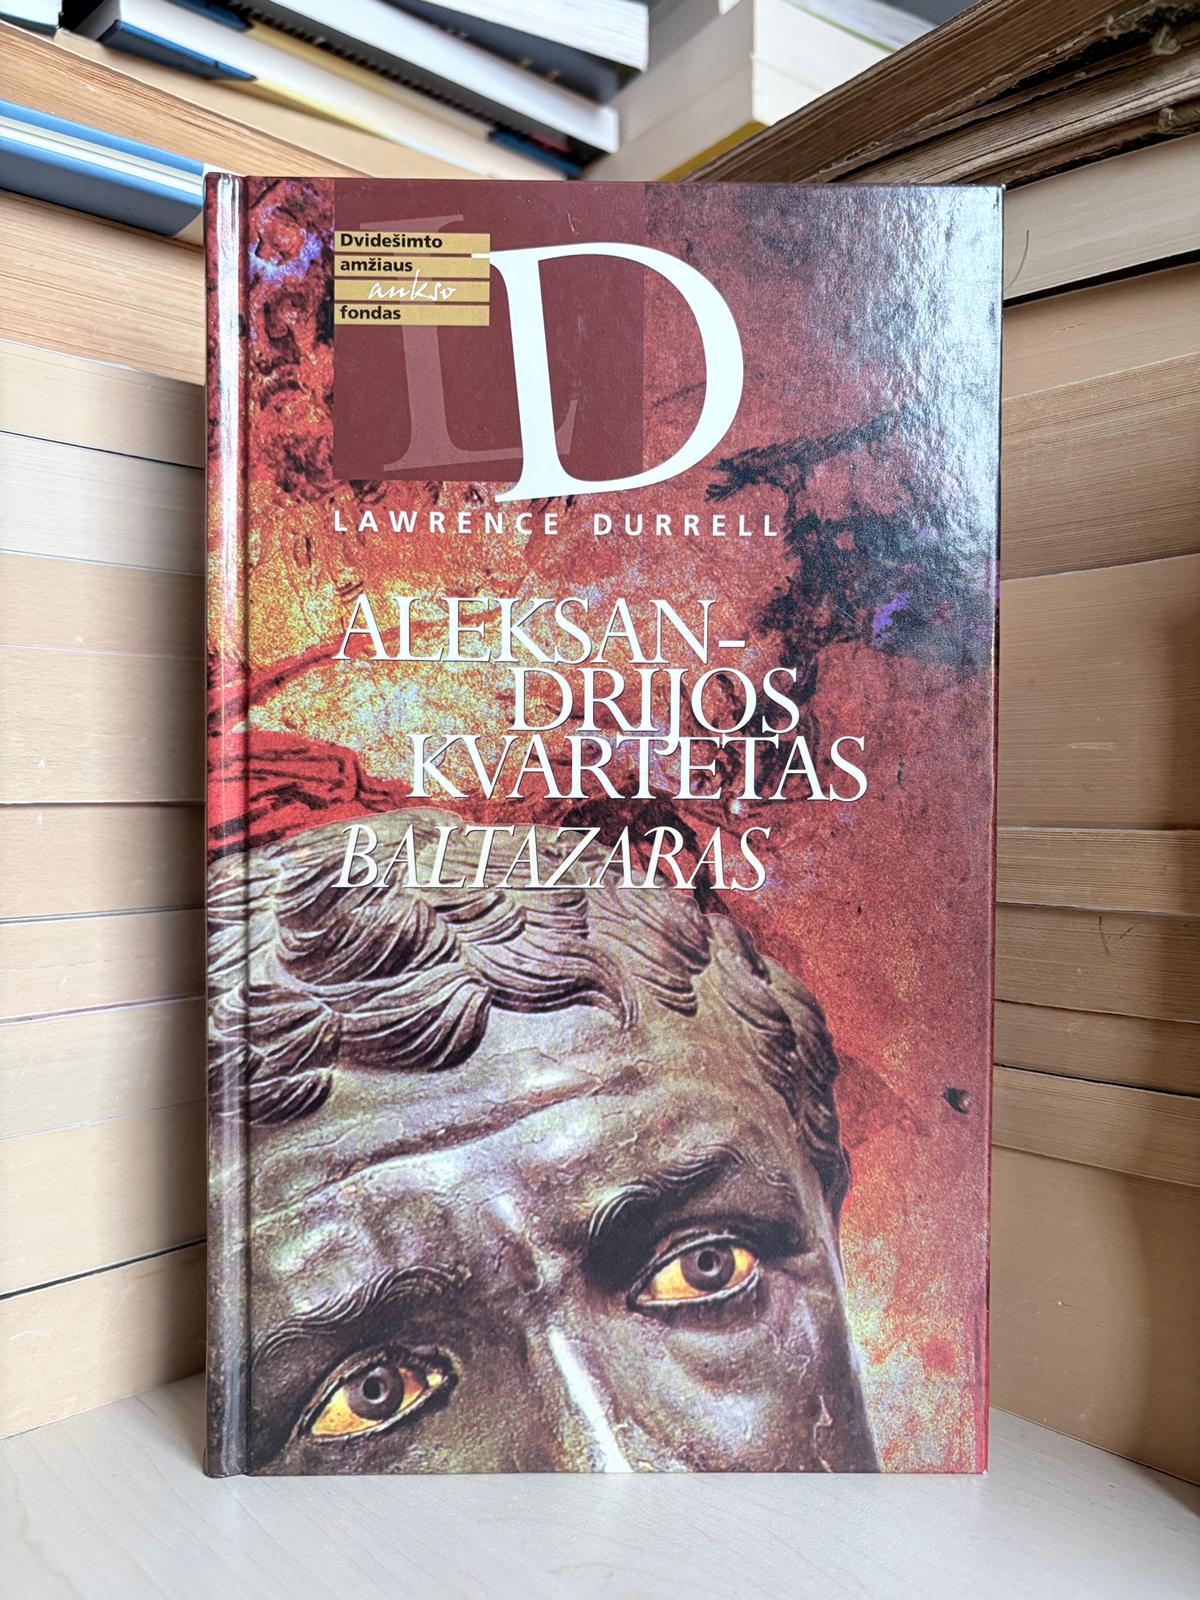 Dvidešimto
amžiaus
aukso
fondas
LD
LAWRENCE DURRELL
ALEKSAN-
DRIJOS
KVARTETAS
BALTAZARAS